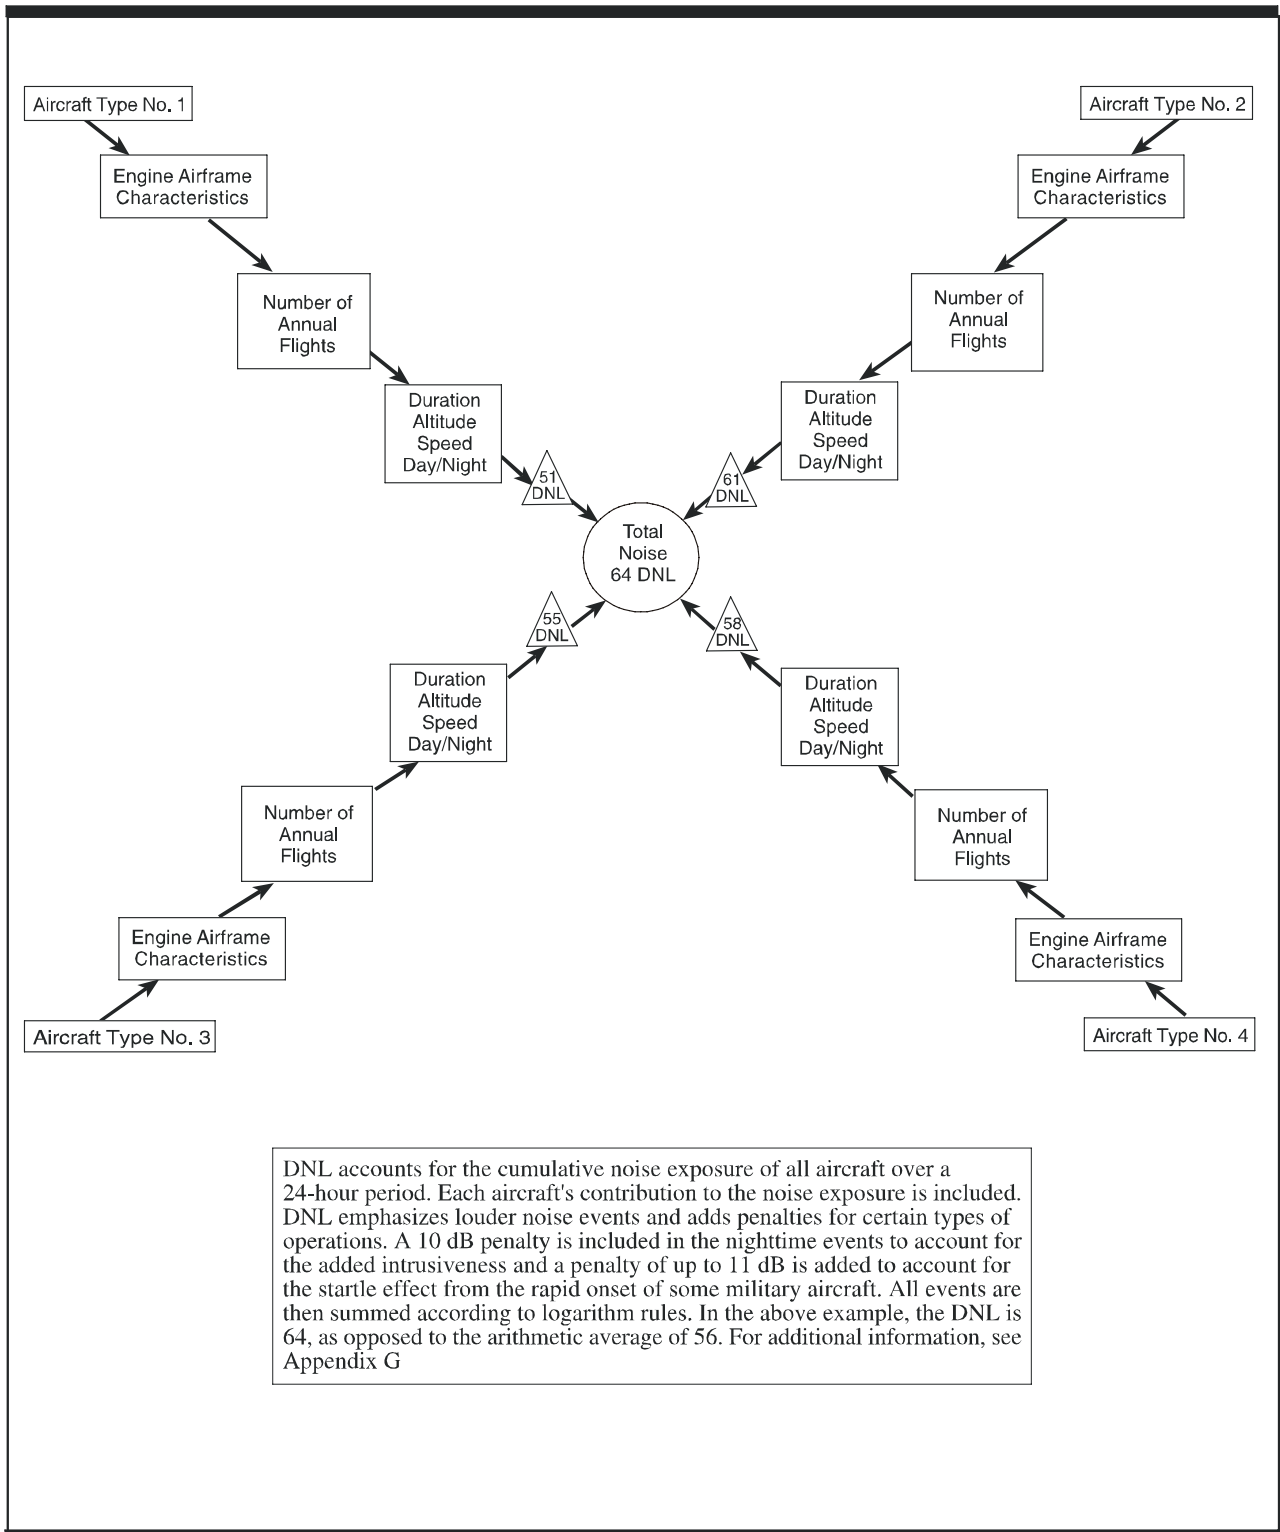 Aircraft Type No. 1
Engine Airframe
Characteristics
Number of
Annual
Flights
Duration
Altitude
Speed
Day/Night
51
DNL
Aircraft Type No. 2
Engine Airframe
Characteristics
Number of
Annual
Flights
Duration
Altitude
Speed
Day/Night
61
DNL
Total
Noise
64 DNL
55
DNL
Duration
Altitude
Speed
Day/Night
Number of
Annual
Flights
Engine Airframe
Characteristics
Aircraft Type No. 3
58
DNL
Duration
Altitude
Speed
Day/Night
Number of
Annual
Flights
Engine Airframe
Characteristics
Aircraft Type No. 4
DNL accounts for the cumulative noise exposure of all aircraft over a
24-hour period. Each aircraft's contribution to the noise exposure is included.
DNL emphasizes louder noise events and adds penalties for certain types of
operations. A 10 dB penalty is included in the nighttime events to account for
the added intrusiveness and a penalty of up to 11 dB is added to account for
the startle effect from the rapid onset of some military aircraft. All events are
then summed according to logarithm rules. In the above example, the DNL is
64, as opposed to the arithmetic average of 56. For additional information, see
Appendix G